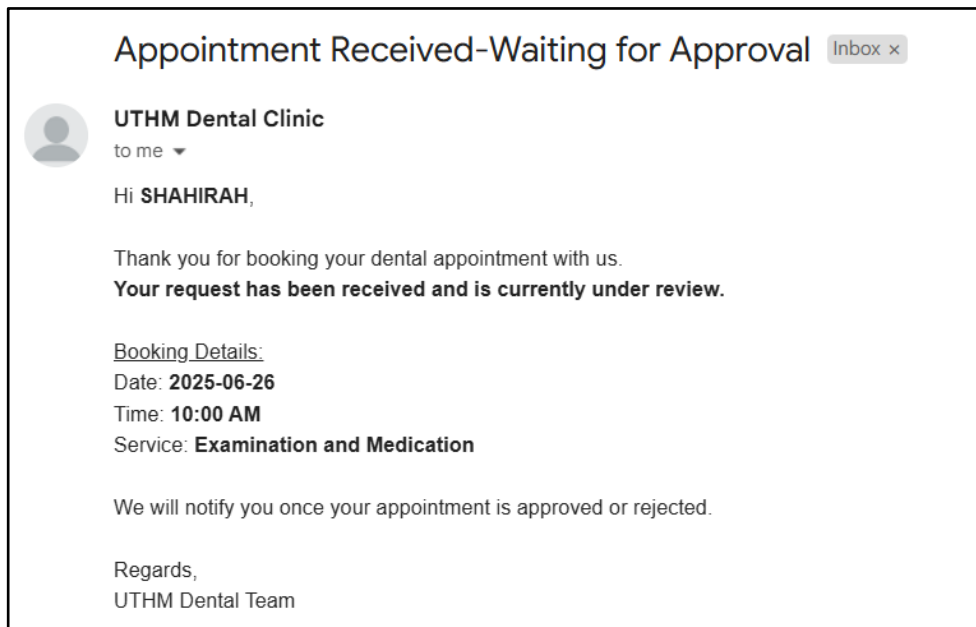 Appointment Received-Waiting for Approval Inbox ×
UTHM Dental Clinic
to me
Hi SHAHIRAH,
Thank you for booking your dental appointment with us.
Your request has been received and is currently under review.
Booking Details:
Date: 2025-06-26
Time: 10:00 AM
Service: Examination and Medication
We will notify you once your appointment is approved or rejected.
Regards,
UTHM Dental Team